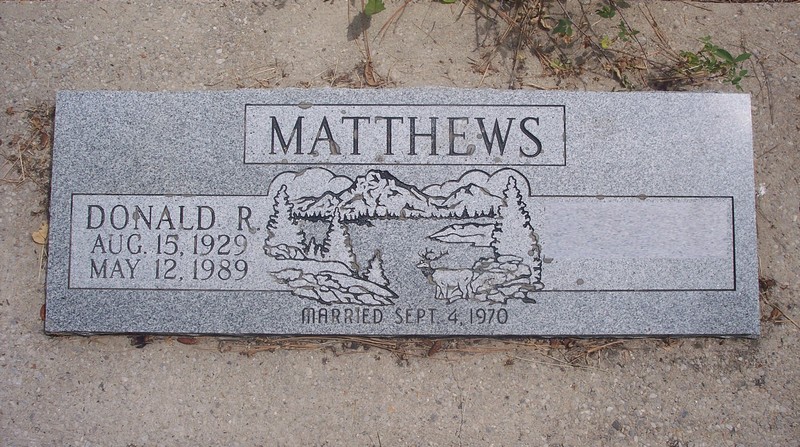 MATTHEWS
DONALD R.
AUG. 15, 1929
MAY 12, 1989
MARRIED SEPT. 4, 1970